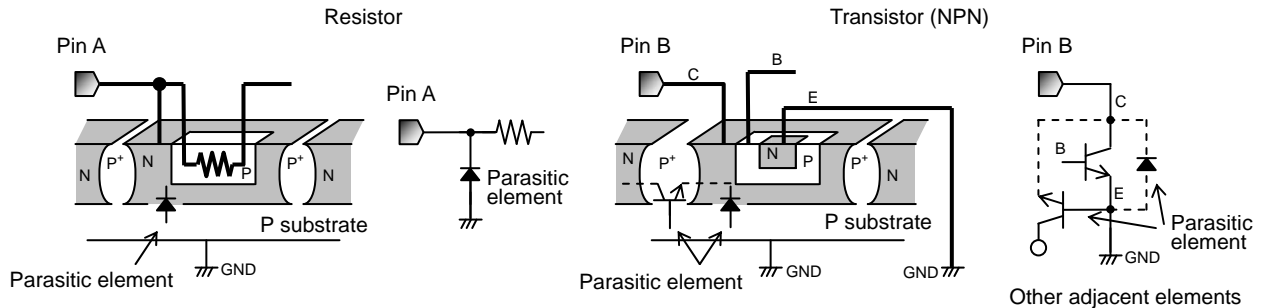 Resistor
Transistor (NPN)
Pin A
N
P+
N
P
P+
N
P substrate
GND
Parasitic element
Pin A
Parasitic
element
Pin B
C
B
E
N
P+
N
N
P
P+
N
P substrate
GND
GND
Parasitic element
Pin B
C
B
E
Parasitic
element
GND
Other adjacent elements